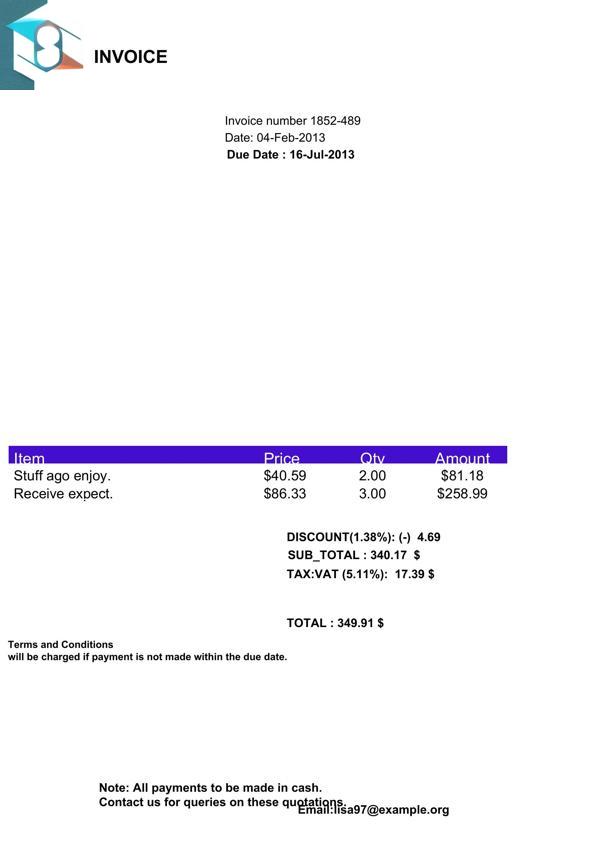 INVOICE
Invoice number 1852-489
Date: 04-Feb-2013
Due Date : 16-Jul-2013
Item Price Qty Amount
Stuff ago enjoy. $40.59 2.00 $81.18
Receive expect. $86.33 3.00 $258.99
DISCOUNT(1.38%): (-) 4.69
SUB_TOTAL : 340.17 $
TAX:VAT (5.11%): 17.39 $
TOTAL : 349.91 $
Terms and Conditions
will be charged if payment is not made within the due date.
Note: All payments to be made in cash.
Contact us for queries on these quotations.
Email:lisa97@example.org